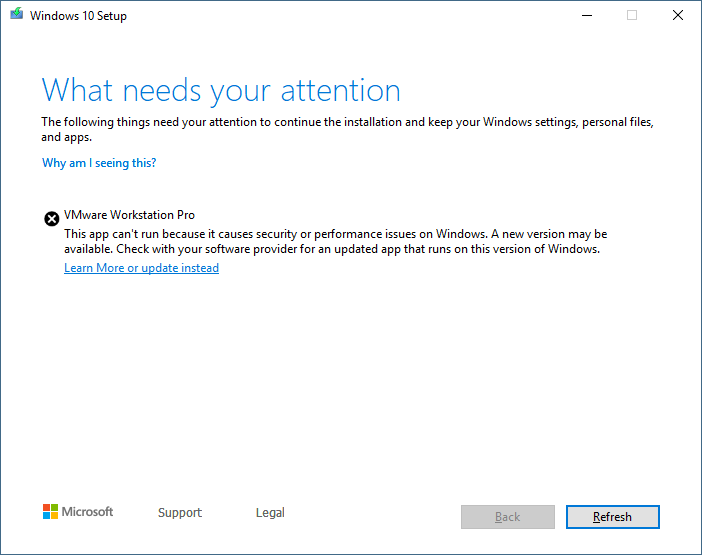 Windows 10 Setup
What needs your attention
The following things need your attention to continue the installation and keep your Windows settings, personal files,
and apps.
Why am I seeing this?
VMware Workstation Pro
This app can't run because it causes security or performance issues on Windows. A new version may be
available. Check with your software provider for an updated app that runs on this version of Windows.
Learn More or update instead
Microsoft Support Legal Back Refresh